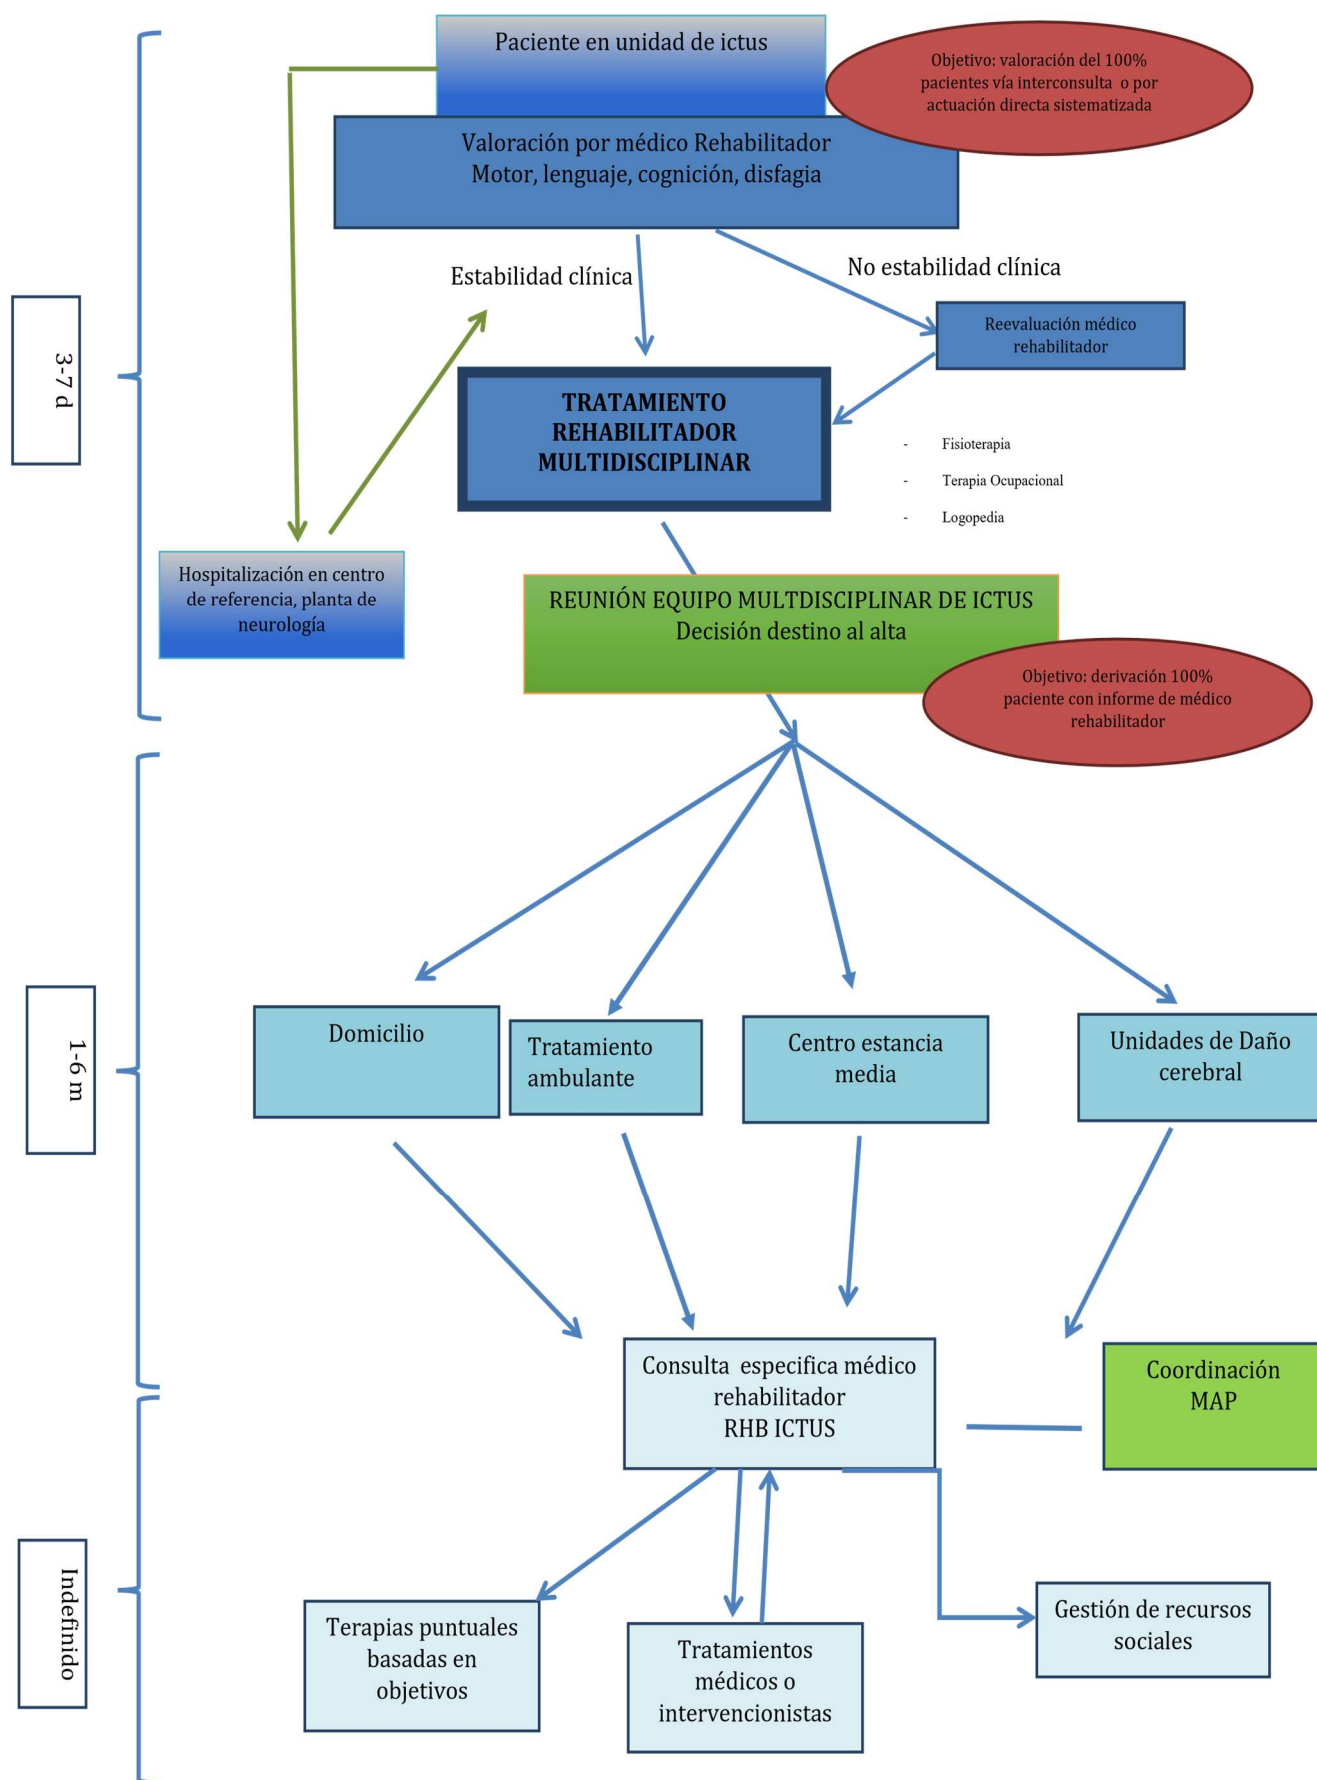 Paciente en unidad de ictus
Objetivo: valoración del 100%
pacientes vía interconsulta o por
actuación directa sistematizada
Valoración por médico Rehabilitador
Motor, lenguaje, cognición, disfagia
Estabilidad clínica
No estabilidad clínica
Reevaluación médico
rehabilitador
3-7 d
TRATAMIENTO
REHABILITADOR
MULTIDISCIPLINAR
- Fisioterapia
- Terapia Ocupacional
- Logopedia
Hospitalización en centro
de referencia, planta de
neurología
REUNIÓN EQUIPO MULTDISCIPLINAR DE ICTUS
Decisión destino al alta
Objetivo: derivación 100%
paciente con informe de médico
rehabilitador
1-6 m
Domicilio
Tratamiento
ambulante
Centro estancia
media
Unidades de Daño
cerebral
Consulta especifica médico
rehabilitador
RHB ICTUS
Coordinación
MAP
Indefinido
Terapias puntuales
basadas en
objetivos
Tratamientos
médicos o
intervencionistas
Gestión de recursos
sociales